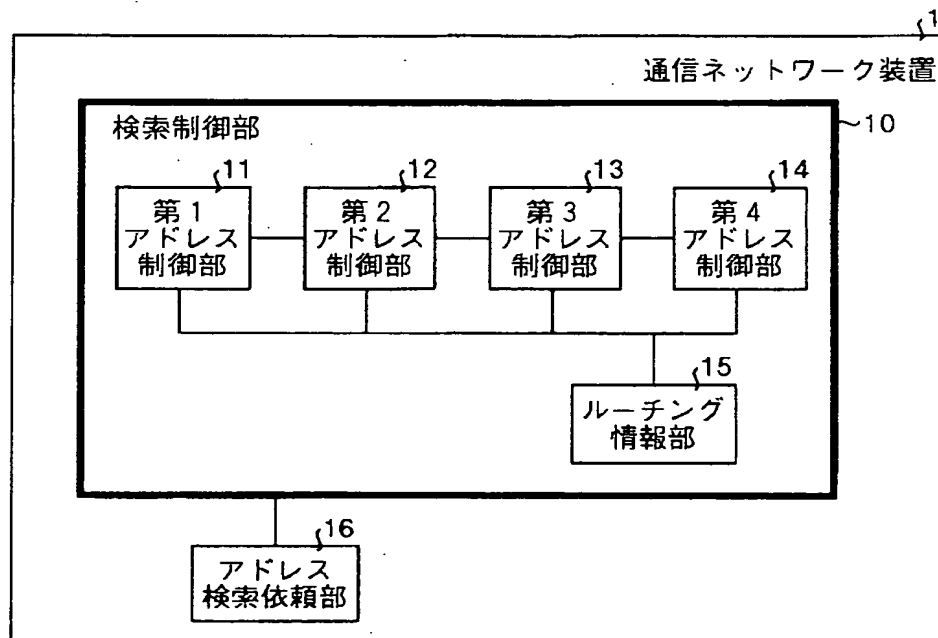 1
通信ネットワーク装置
検索制御部
10
11
12
13
14
第1
アドレス
制御部
第2
アドレス
制御部
第3
アドレス
制御部
第4
アドレス
制御部
15
ルーチング
情報部
16
アドレス
検索依頼部